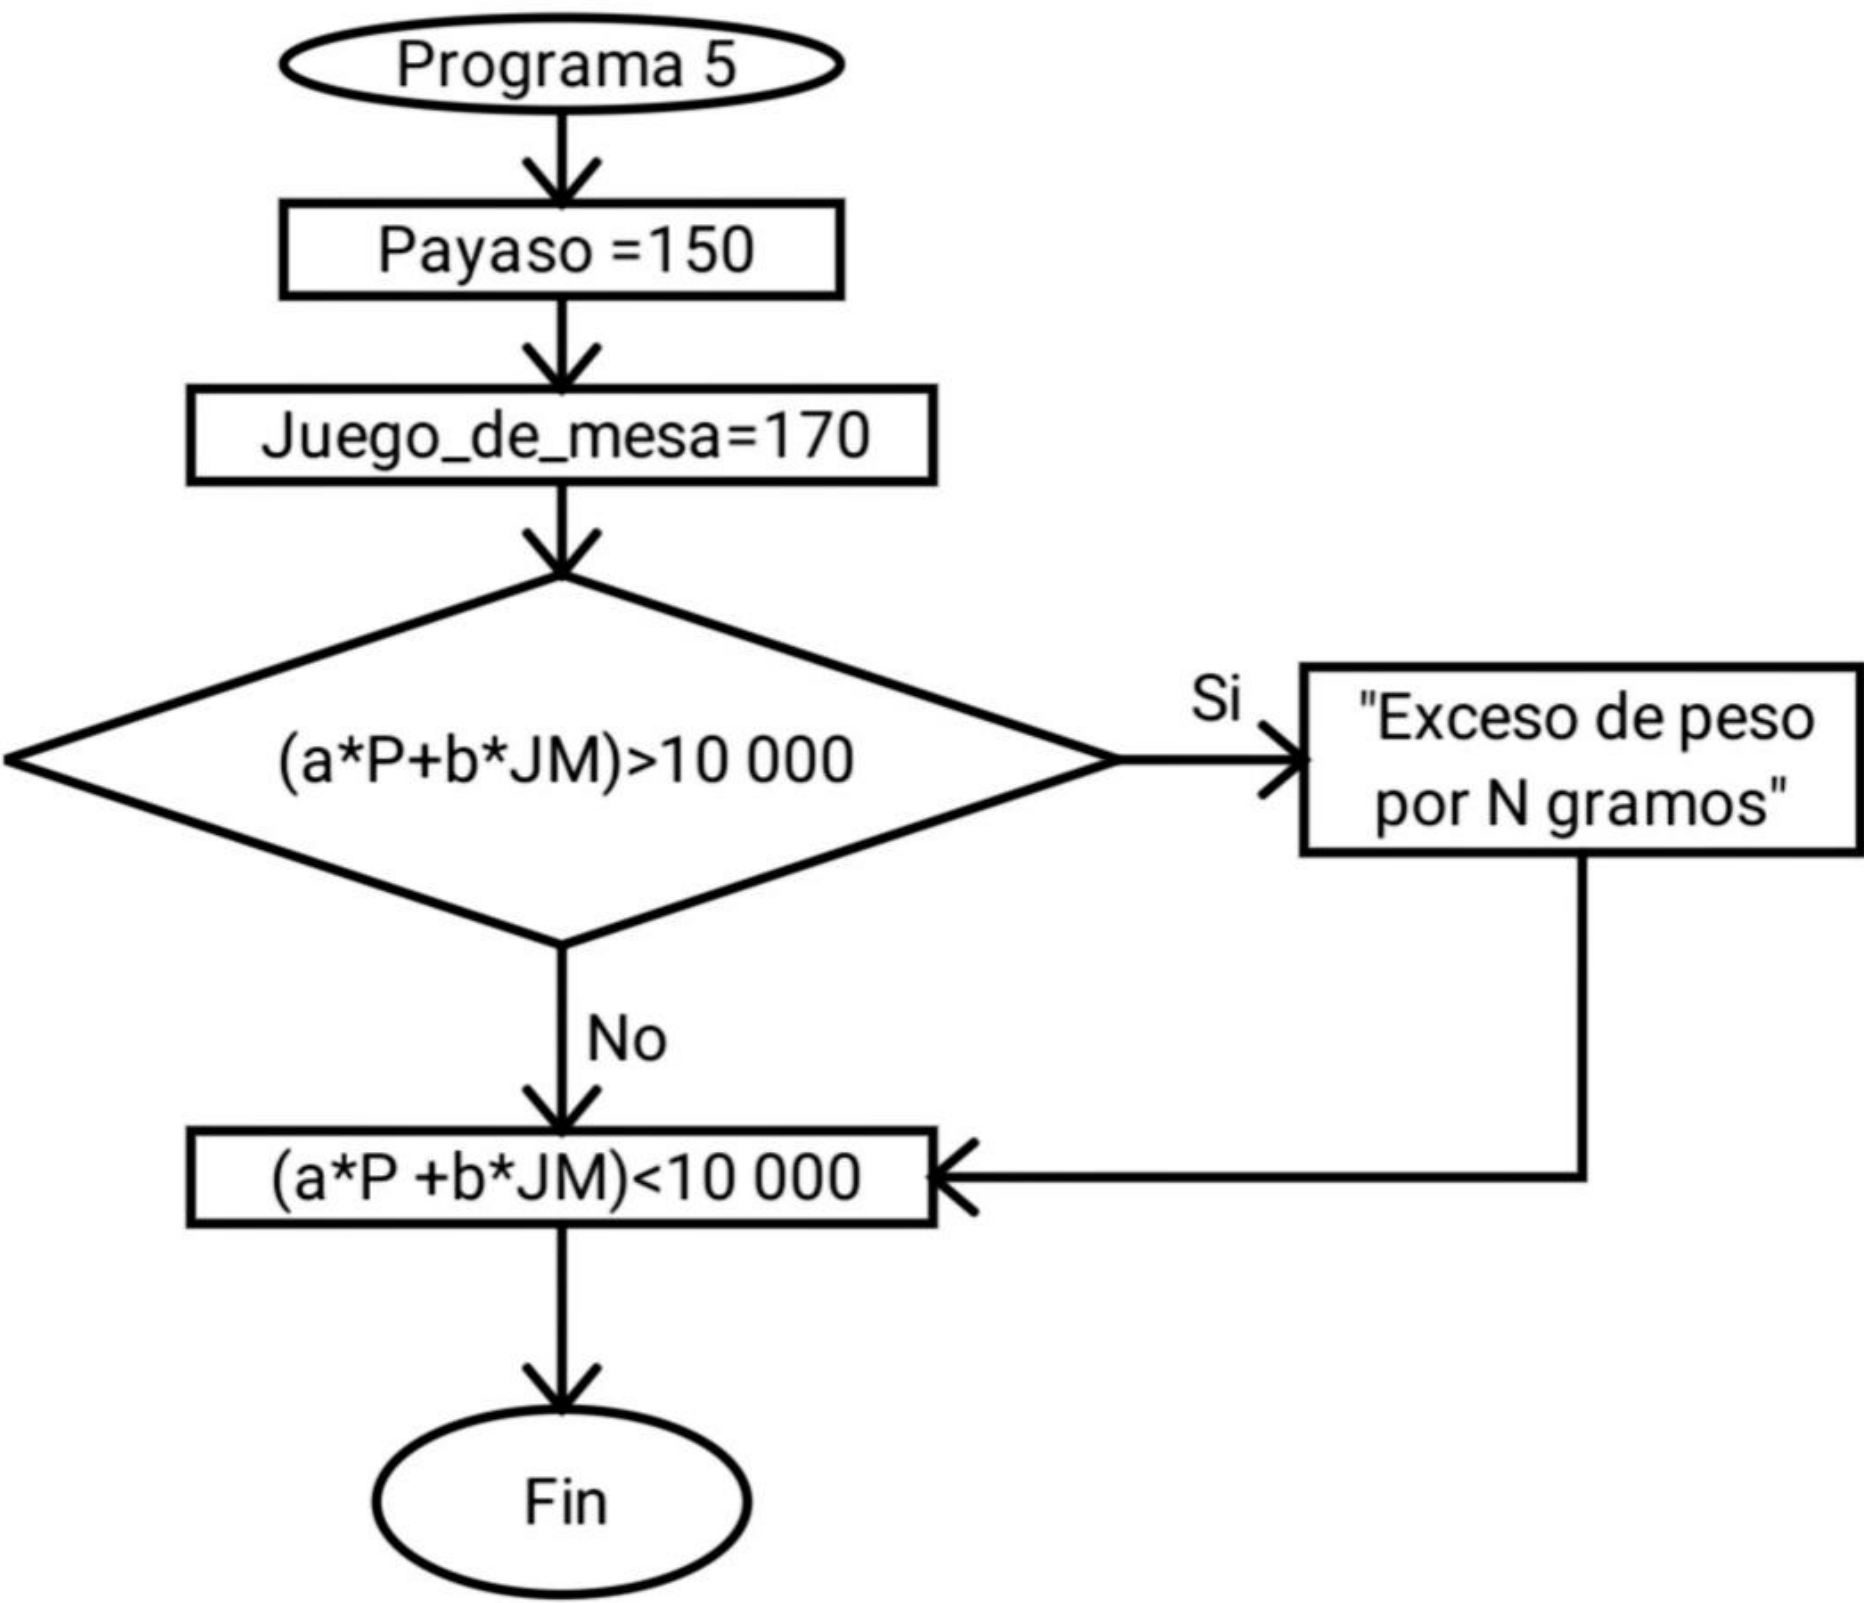 Programa 5
Payaso =150
Juego_de_mesa=170
(a*P+b*JM)>10 000
Si
"Exceso de peso
por N gramos"
No
(a*P +b*JM)<10 000
Fin